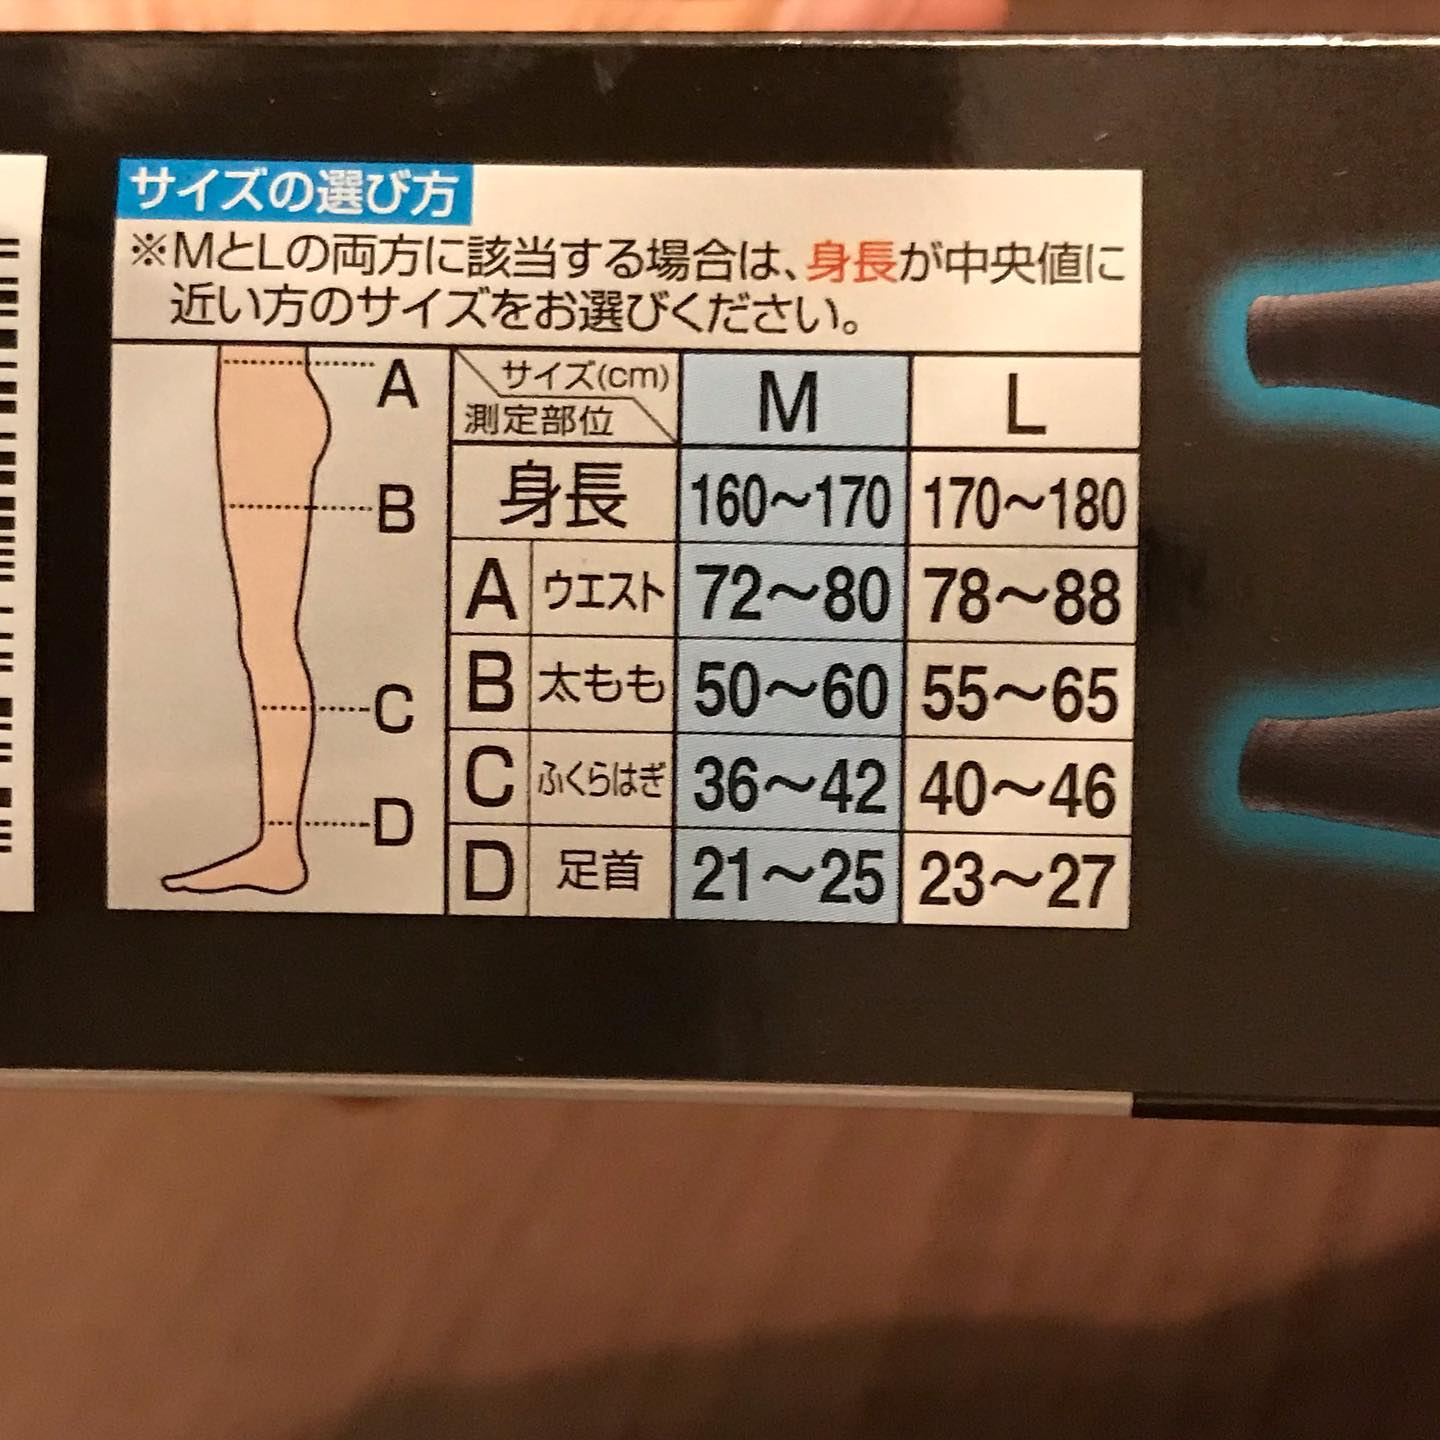 サイズの選び方
※MとLの両方に該当する場合は、身長が中央値に
近い方のサイズをお選びください。
A
B
C
D
サイズ(cm) M L
測定部位
身長 160〜170 170〜180
A ウエスト 72〜80 78〜88
B 太もも 50〜60 55〜65
C ふくらはぎ 36〜42 40〜46
D 足首 21〜25 23〜27